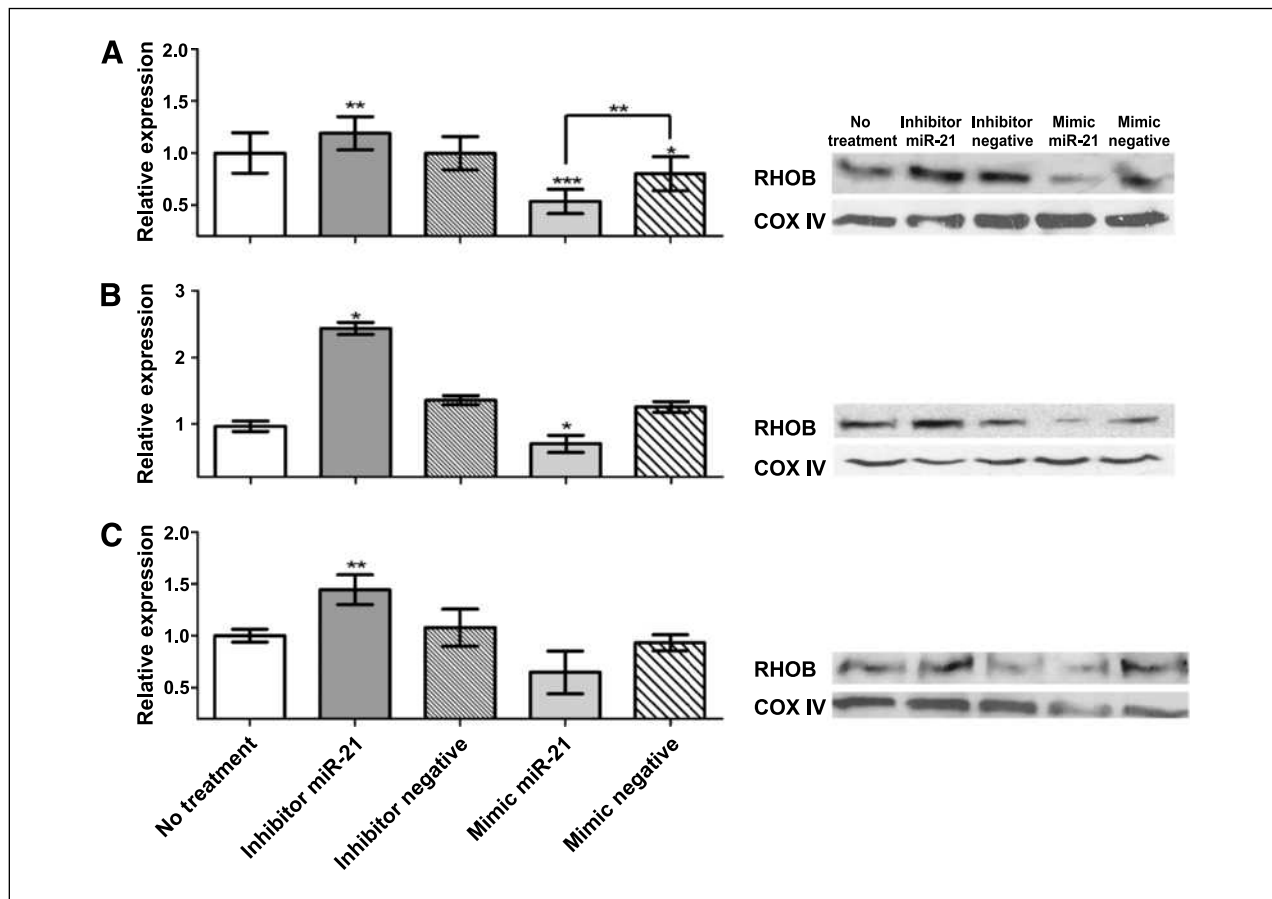 A
Relative expression
2.0
1.5
1.0
0.5
**
***
**
*
No treatment
Inhibitor miR-21
Inhibitor negative
Mimic miR-21
Mimic negative
RHOB
COX IV
B
Relative expression
3
2
1
*
*
RHOB
COX IV
C
Relative expression
2.0
1.5
1.0
0.5
**
RHOB
COX IV
No treatment
Inhibitor miR-21
Inhibitor negative
Mimic miR-21
Mimic negative